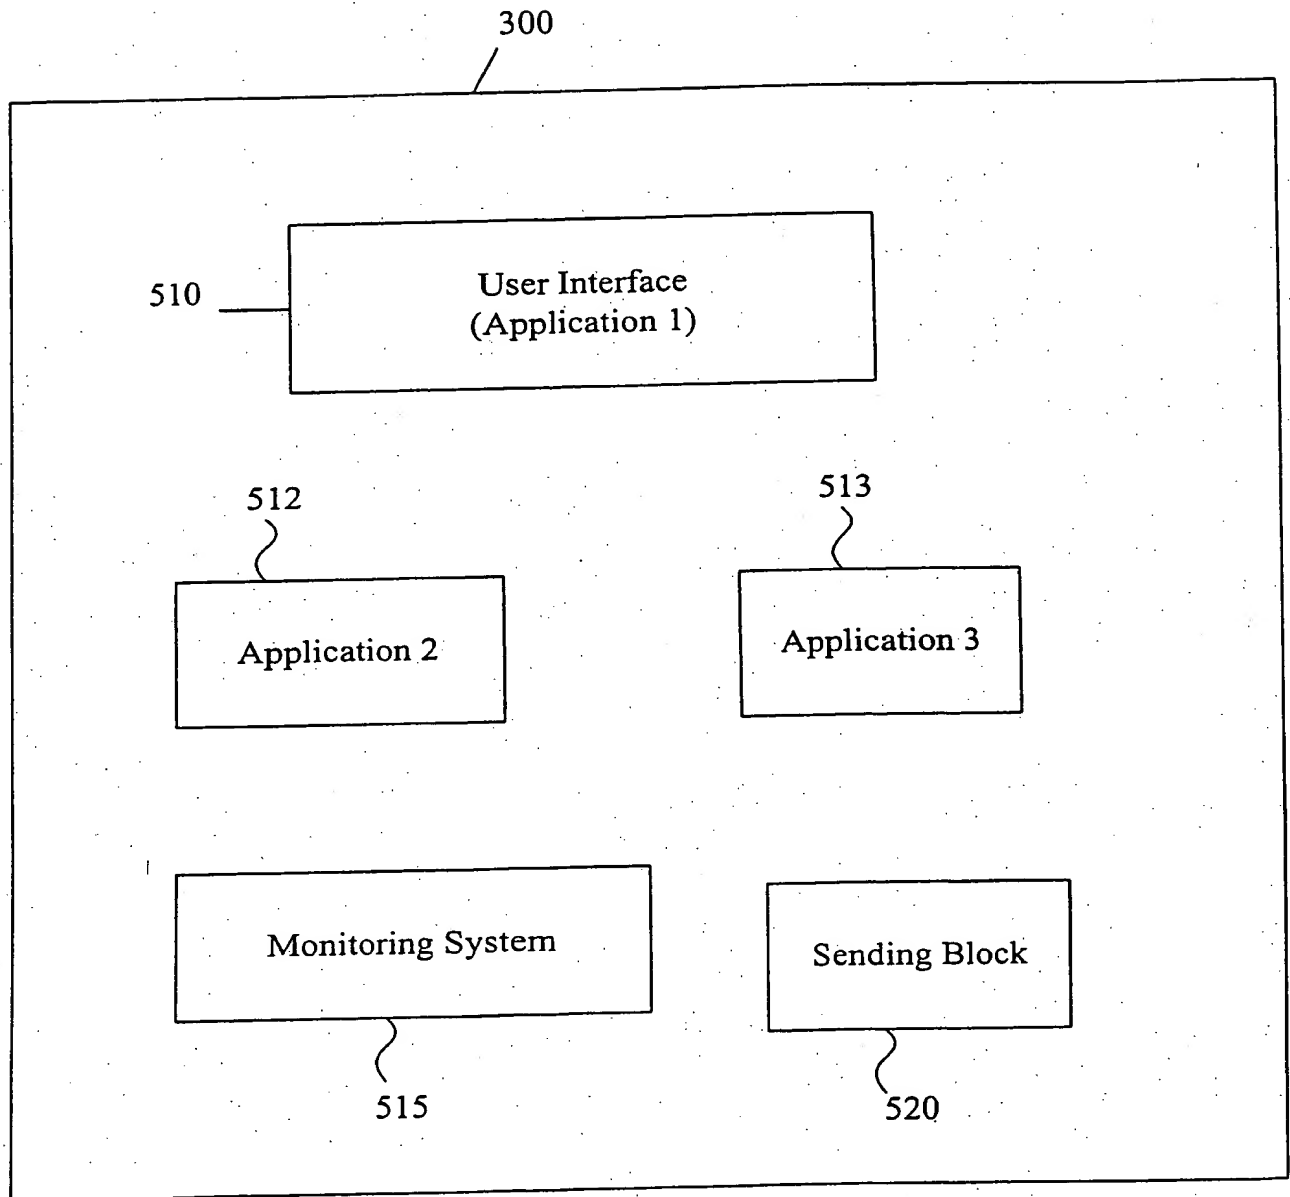 300
510
User Interface
(Application 1)
512
513
Application 2
Application 3
Monitoring System
Sending Block
515
520